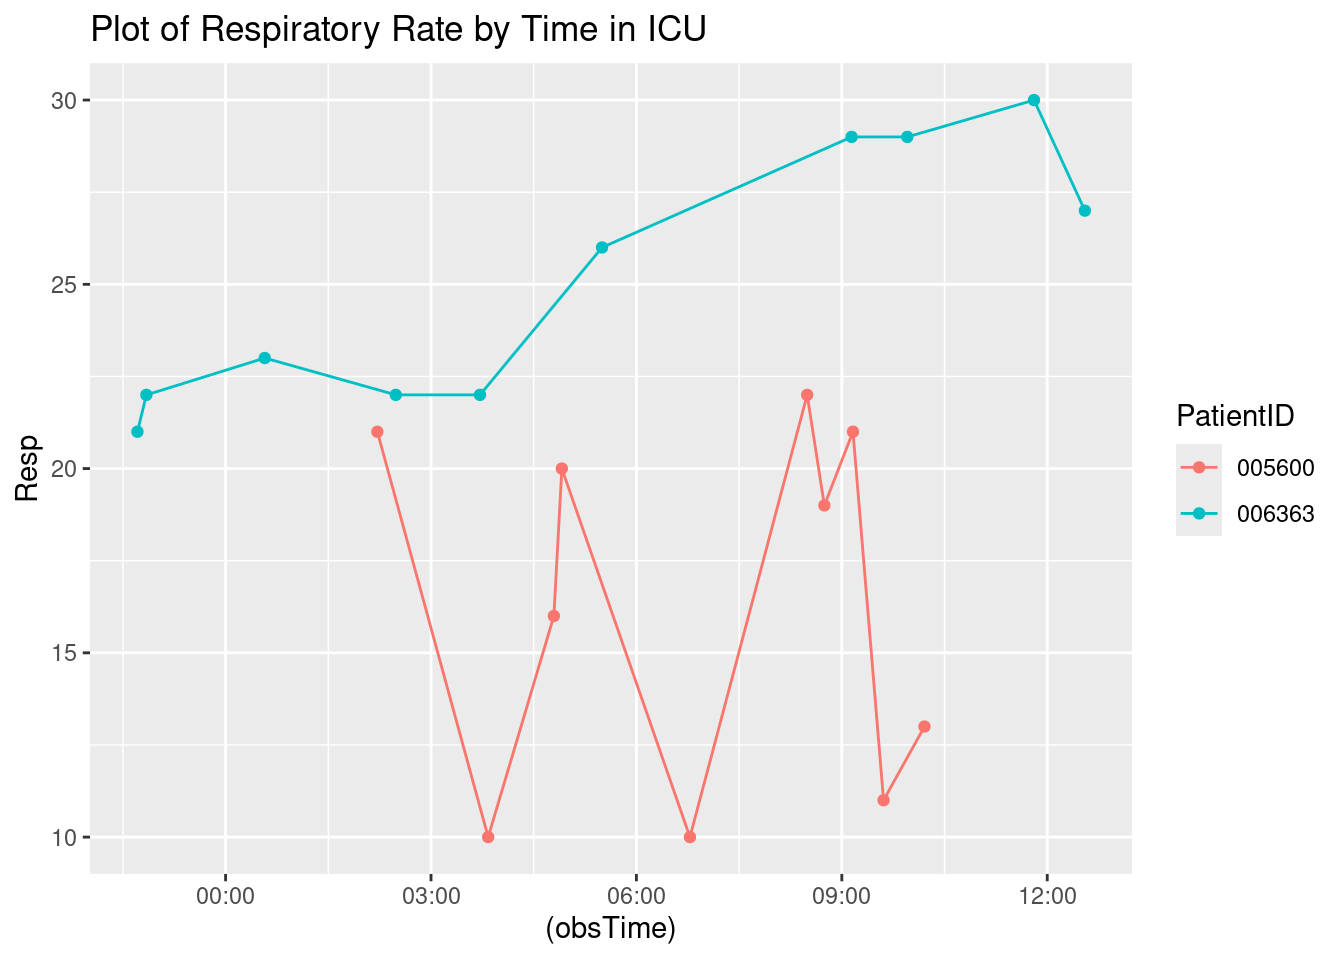 Plot of Respiratory Rate by Time in ICU
30
25
20
15
10
Resp
00:00 03:00 06:00 09:00 12:00
(obsTime)
PatientID
005600
006363